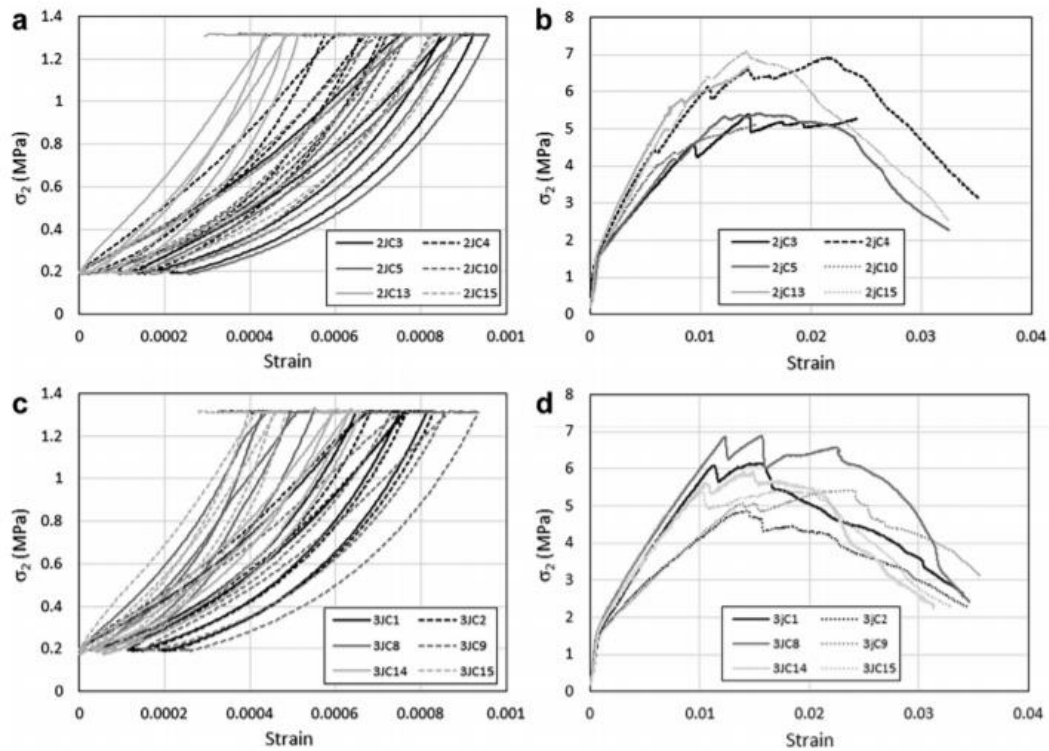 a
1.4
1.2
1
0.8
0.6
0.4
0.2
0
σ2 (MPa)
2JC3 2JC4
2JC5 2JC10
2JC13 2JC15
0 0.0002 0.0004 0.0006 0.0008 0.001
Strain
b
8
7
6
5
4
3
2
1
0
σ2 (MPa)
2jC3 2jC4
2jC5 2jC10
2jC13 2jC15
0 0.01 0.02 0.03 0.04
Strain
c
1.4
1.2
1
0.8
0.6
0.4
0.2
0
σ2 (MPa)
3JC1 3JC2
3JC8 3JC9
3JC14 3JC15
0 0.0002 0.0004 0.0006 0.0008 0.001
Strain
d
8
7
6
5
4
3
2
1
0
σ2 (MPa)
3jC1 3jC2
3JC8 3jC9
3JC14 3JC15
0 0.01 0.02 0.03 0.04
Strain